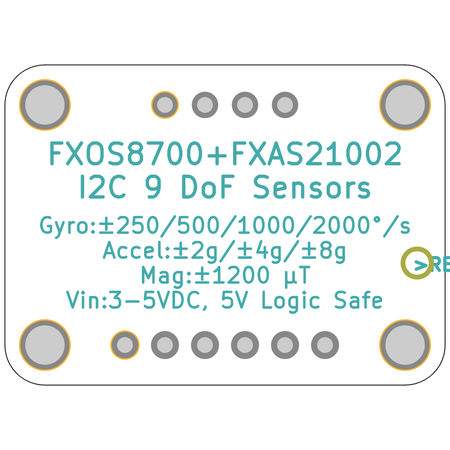 FXOS8700+FXAS21002
I2C 9 DoF Sensors
Gyro:±250/500/1000/2000°/s
Accel:±2g/±4g/±8g
>RE
Mag:±1200 µT
Vin:3-5VDC, 5V Logic Safe